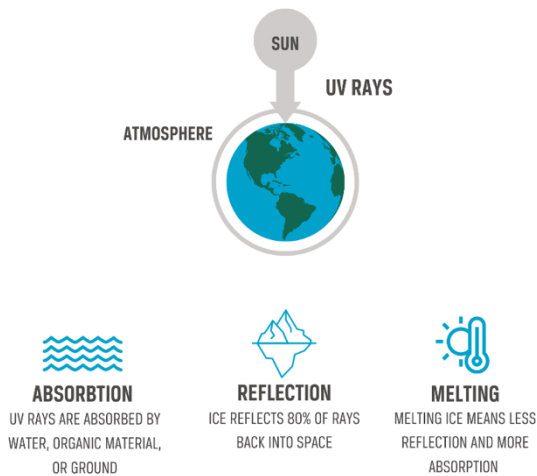 SUN
UV RAYS
ATMOSPHERE
ABSORBTION
UV RAYS ARE ABSORBED BY
WATER, ORGANIC MATERIAL,
OR GROUND
REFLECTION
ICE REFLECTS 80% OF RAYS
BACK INTO SPACE
MELTING
MELTING ICE MEANS LESS
REFLECTION AND MORE
ABSORPTION